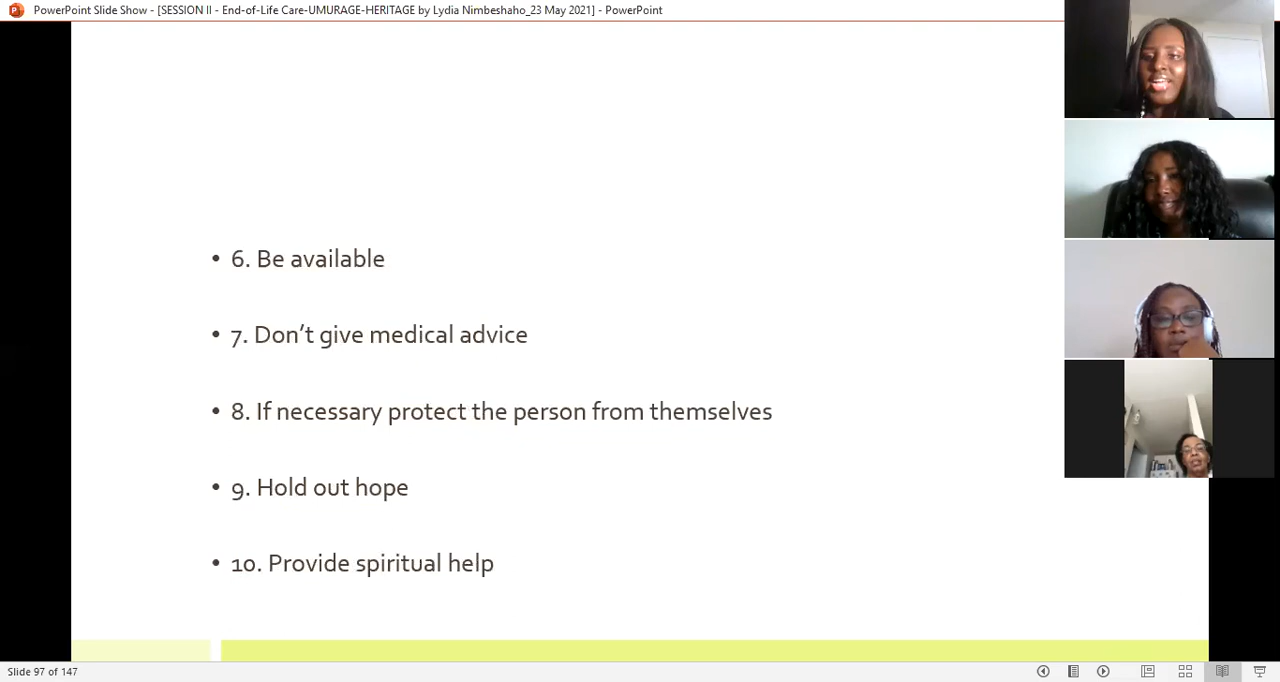 PowerPoint Slide Show - [SESSION II - End-of-Life Care-UMURAGE-HERITAGE by Lydia Nimbeshaho_23 May 2021] - PowerPoint
• 6. Be available
• 7. Don’t give medical advice
• 8. If necessary protect the person from themselves
• 9. Hold out hope
• 10. Provide spiritual help
Slide 97 of 147